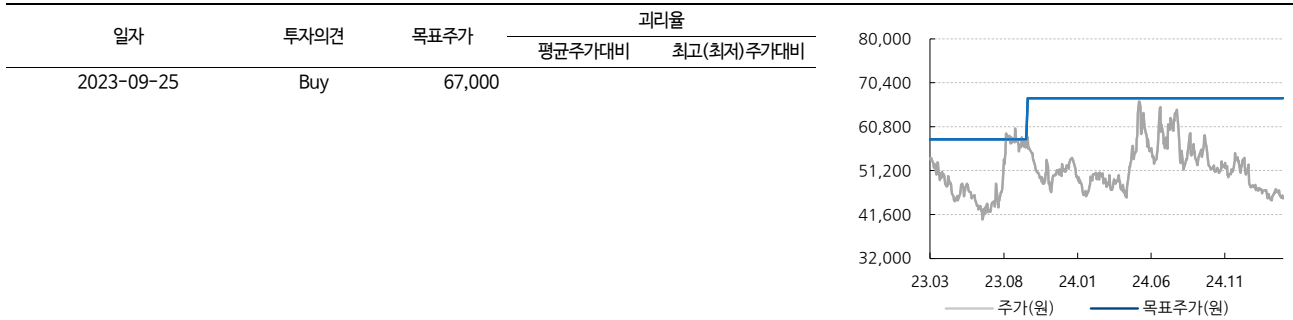 일자 투자의견 목표주가 괴리율
평균주가대비 최고(최저)주가대비
2023-09-25 Buy 67,000
80,000
70,400
60,800
51,200
41,600
32,000
23.03 23.08 24.01 24.06 24.11
주가(원) 목표주가(원)